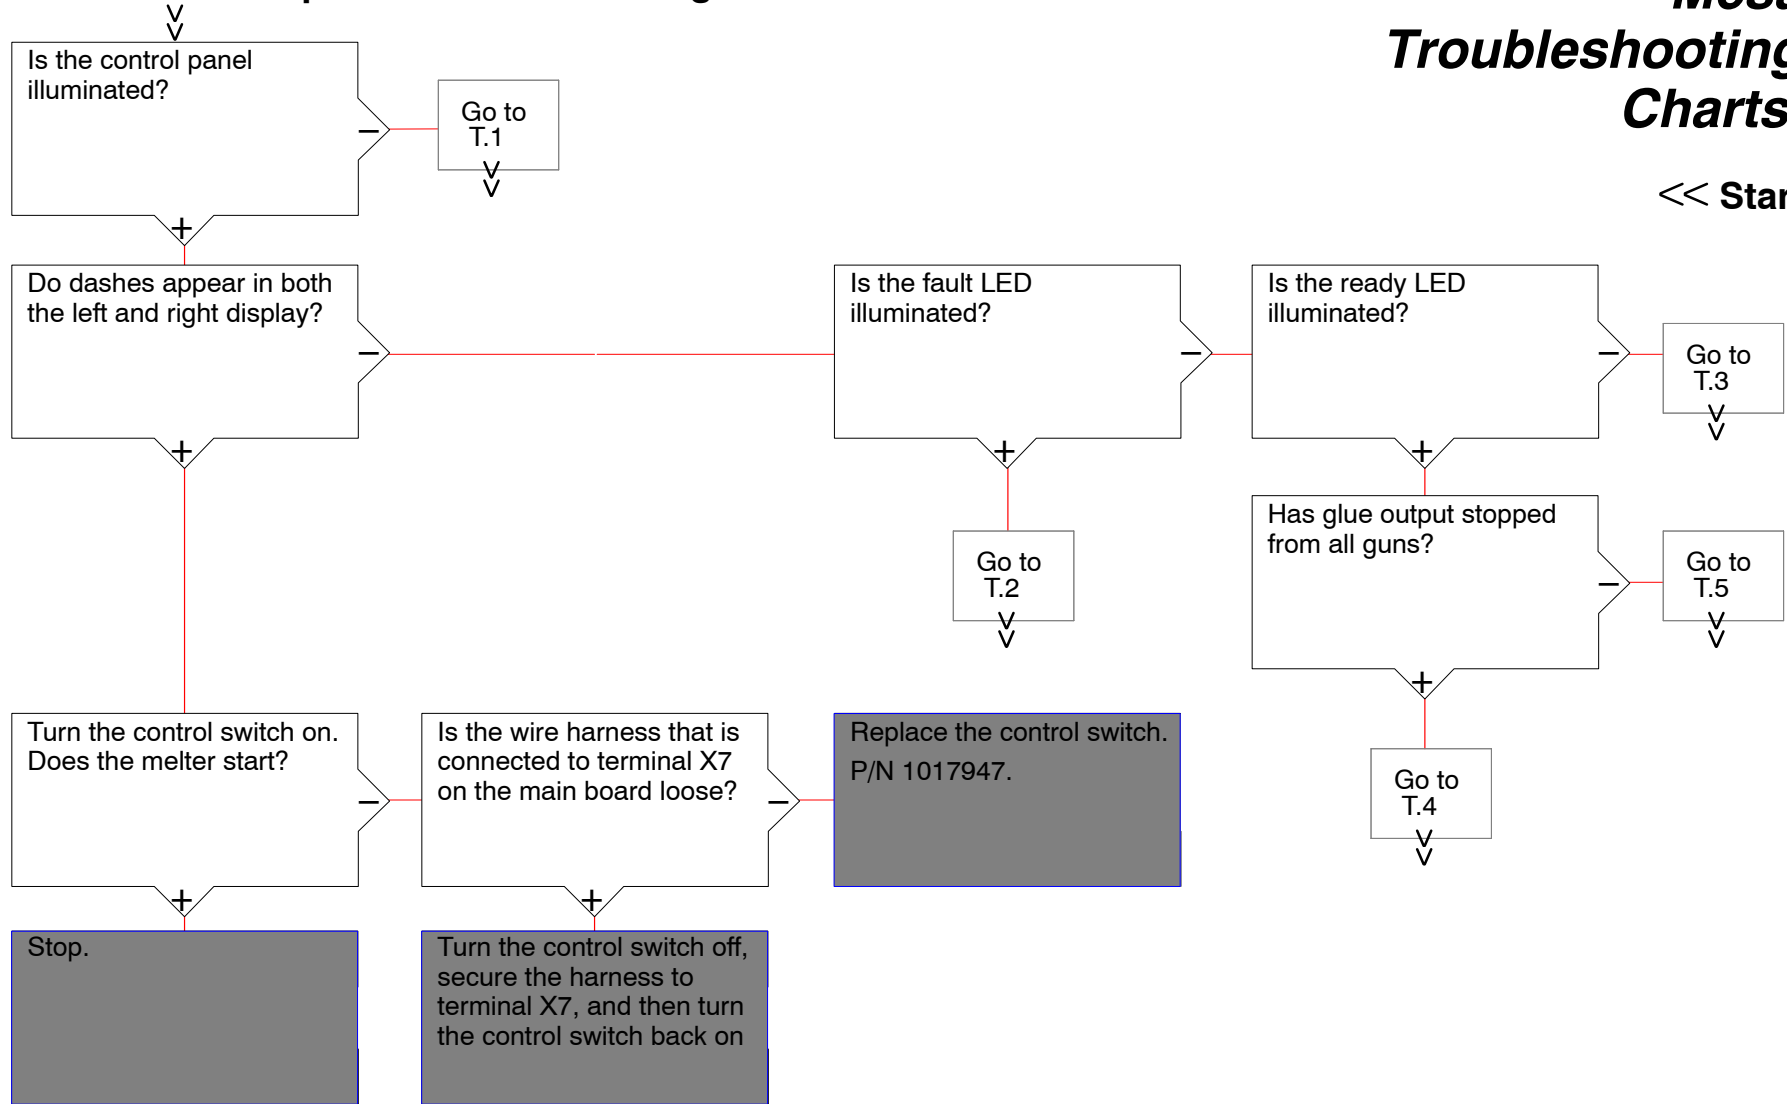 Troubleshooting
Charts
<<
Is the control panel
illuminated?
–
+
Go to
T.1
Do dashes appear in both
the left and right display?
–
+
Is the fault LED
illuminated?
–
+
Go to
T.2
Is the ready LED
illuminated?
–
+
Go to
T.3
Has glue output stopped
from all guns?
–
+
Go to
T.5
Go to
T.4
Turn the control switch on.
Does the melter start?
–
+
Stop.
Is the wire harness that is
connected to terminal X7
on the main board loose?
–
+
Turn the control switch off,
secure the harness to
terminal X7, and then turn
the control switch back on
Replace the control switch.
P/N 1017947.